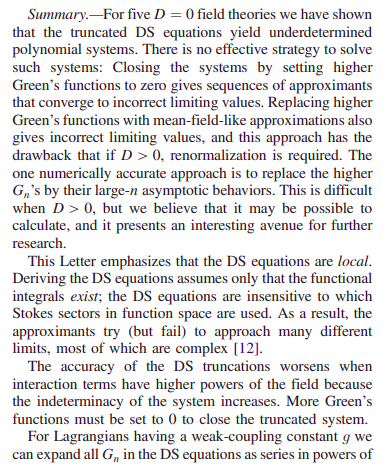 Summary.—For five D = 0 field theories we have shown
that the truncated DS equations yield underdetermined
polynomial systems. There is no effective strategy to solve
such systems: Closing the systems by setting higher
Green's functions to zero gives sequences of approximants
that converge to incorrect limiting values. Replacing higher
Green's functions with mean-field-like approximations also
gives incorrect limiting values, and this approach has the
drawback that if D > 0, renormalization is required. The
one numerically accurate approach is to replace the higher
Gₙ's by their large-n asymptotic behaviors. This is difficult
when D > 0, but we believe that it may be possible to
calculate, and it presents an interesting avenue for further
research.
This Letter emphasizes that the DS equations are local.
Deriving the DS equations assumes only that the functional
integrals exist; the DS equations are insensitive to which
Stokes sectors in function space are used. As a result, the
approximants try (but fail) to approach many different
limits, most of which are complex [12].
The accuracy of the DS truncations worsens when
interaction terms have higher powers of the field because
the indeterminacy of the system increases. More Green's
functions must be set to 0 to close the truncated system.
For Lagrangians having a weak-coupling constant g we
can expand all Gₙ in the DS equations as series in powers of